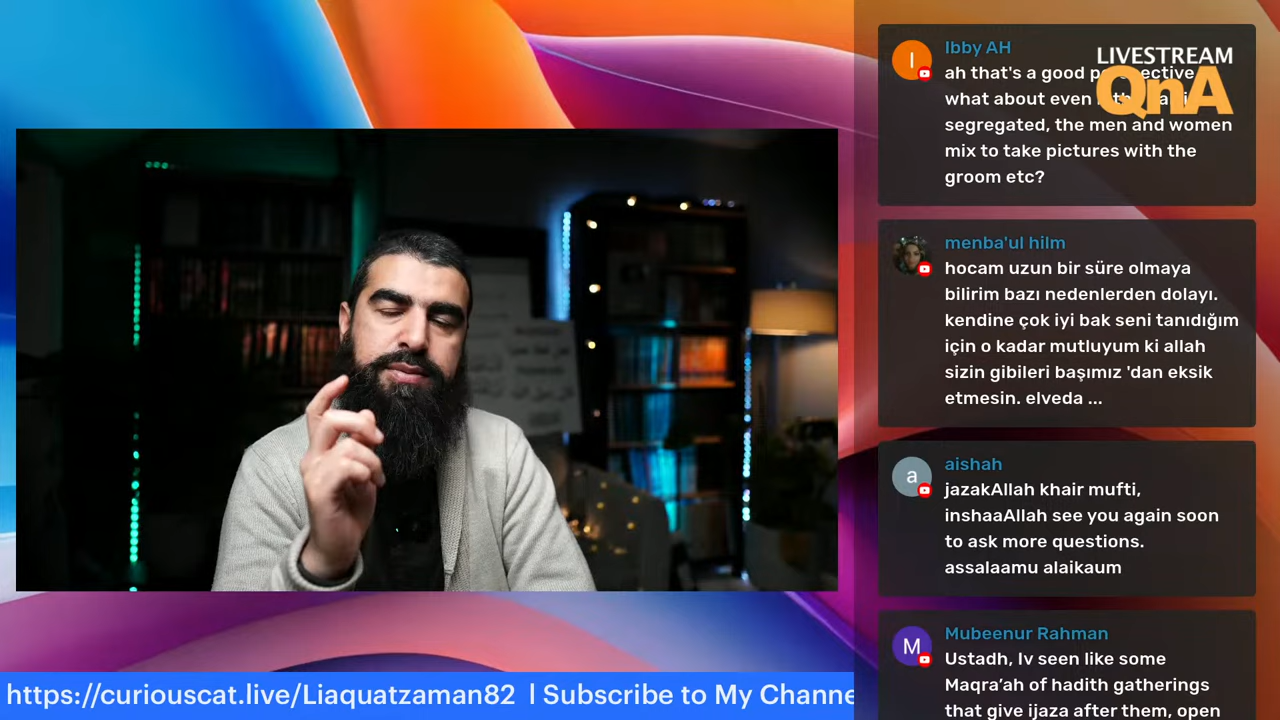 LIVESTREAM
QnA
Ibby AH
ah that's a good
what about even
segregated, the men and women
mix to take pictures with the
groom etc?
menba'ul hilm
hocam uzun bir süre olmaya
bilirim bazı nedenlerden dolayı.
kendine çok iyi bak seni tanıdığım
için o kadar mutluyum ki allah
sizin gibileri başımız 'dan eksik
etmesin. elveda ...
a
aishah
jazakAllah khair mufti,
inshaaAllah see you again soon
to ask more questions.
assalaamu alaikaum
M
Mubeenur Rahman
Ustadh, Iv seen like some
Maqra’ah of hadith gatherings
that give ijaza after them, open
https://curiouscat.live/Liaquatzaman82 | Subscribe to My Channe